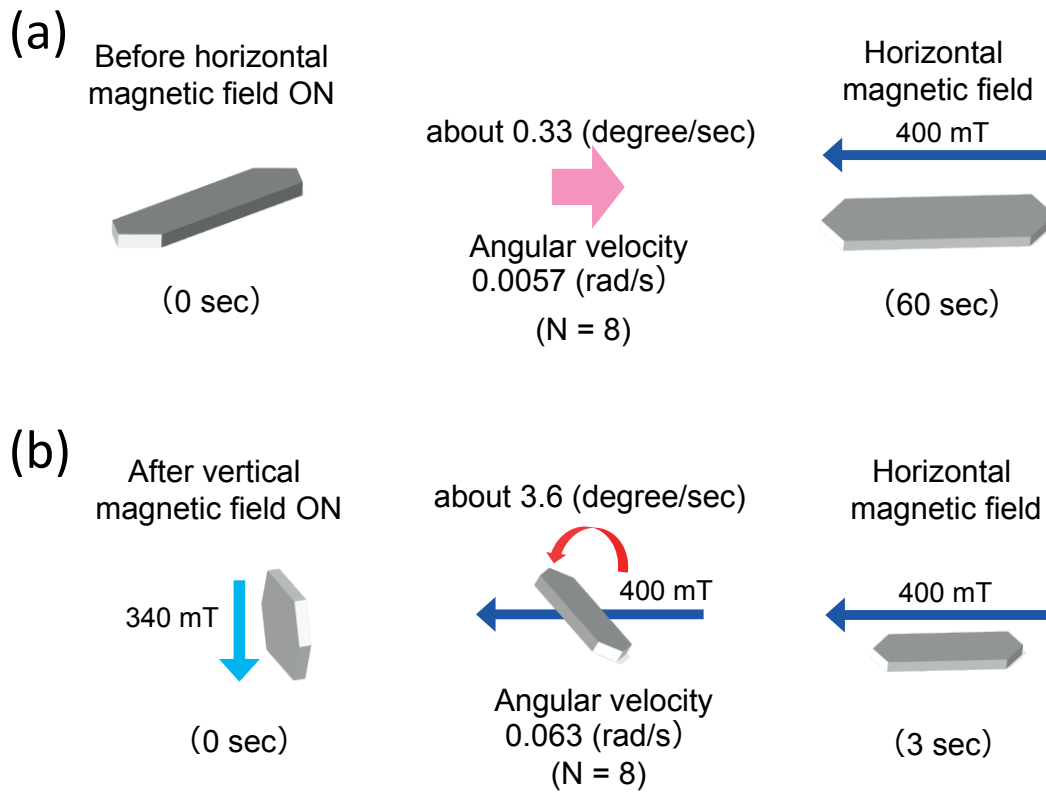 (a)
Before horizontal
magnetic field ON
(0 sec)
about 0.33 (degree/sec)
Angular velocity
0.0057 (rad/s)
(N = 8)
Horizontal
magnetic field
400 mT
(60 sec)
(b)
After vertical
magnetic field ON
340 mT
(0 sec)
about 3.6 (degree/sec)
400 mT
Angular velocity
0.063 (rad/s)
(N = 8)
Horizontal
magnetic field
400 mT
(3 sec)